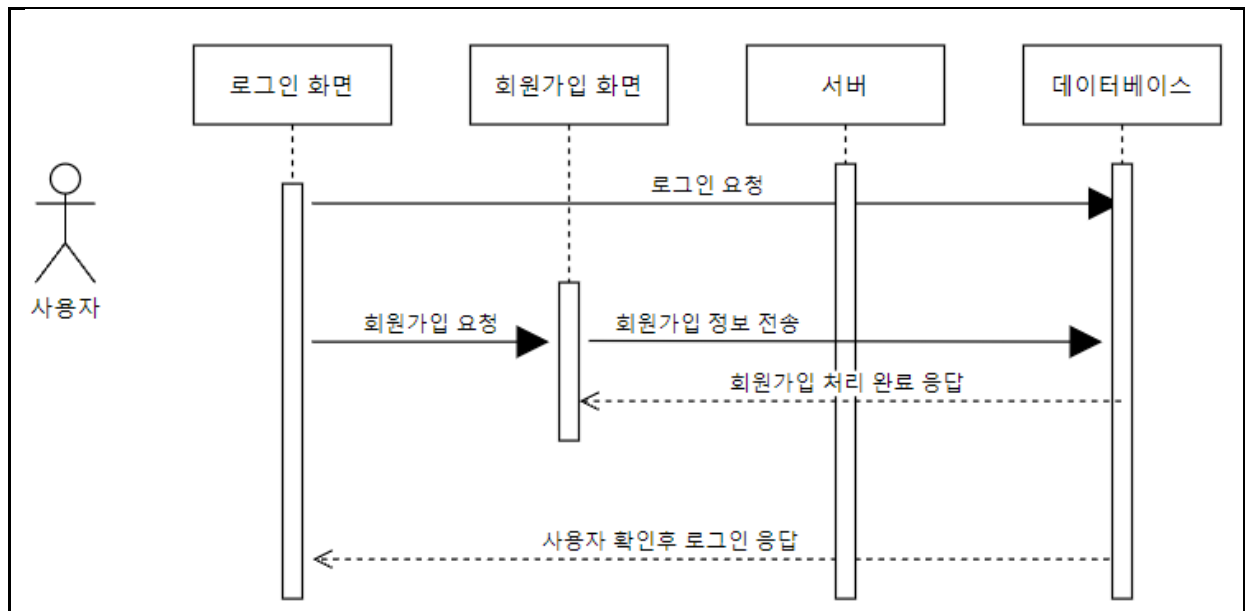 로그인 화면
회원가입 화면
서버
데이터베이스
로그인 요청
사용자
회원가입 요청
회원가입 정보 전송
회원가입 처리 완료 응답
사용자 확인후 로그인 응답